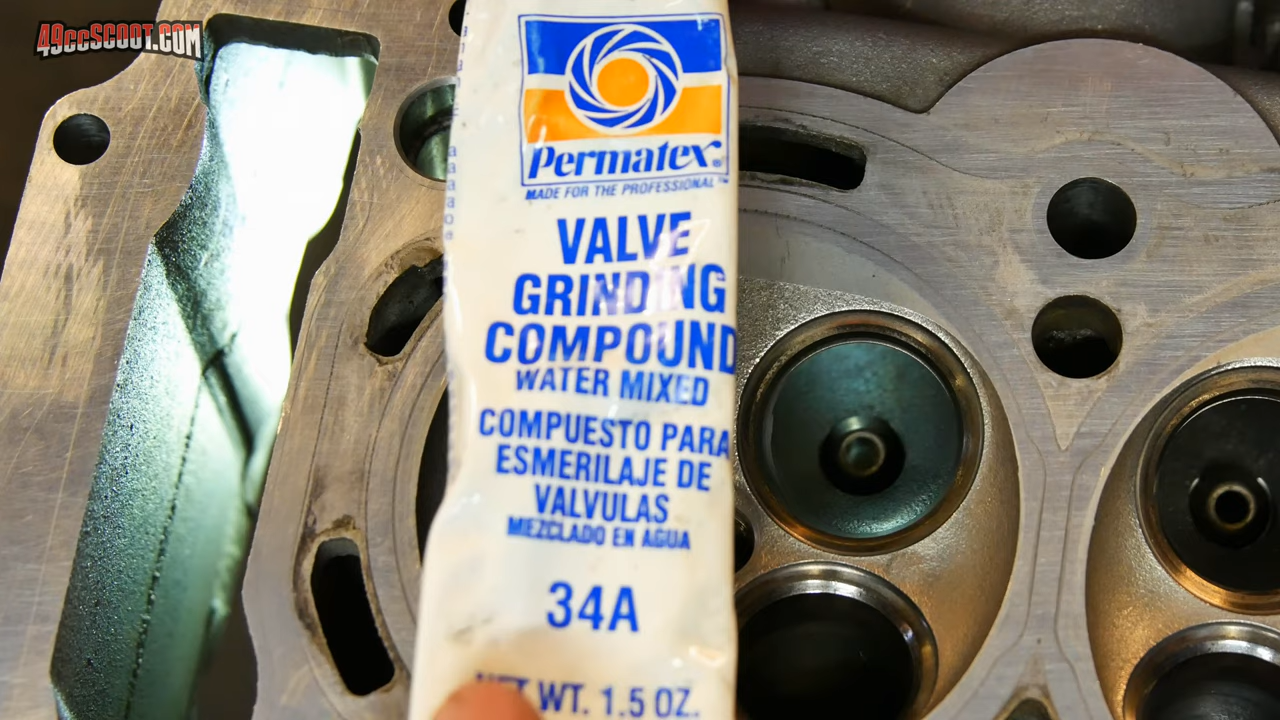 49ccScoot.com
Permatex®
MADE FOR THE PROFESSIONAL™
VALVE
GRINDING
COMPOUND
WATER MIXED
COMPUESTO PARA
ESMERILAJE DE
VALVULAS
MEZCLADO EN AGUA
34A
NET WT. 1.5 OZ.